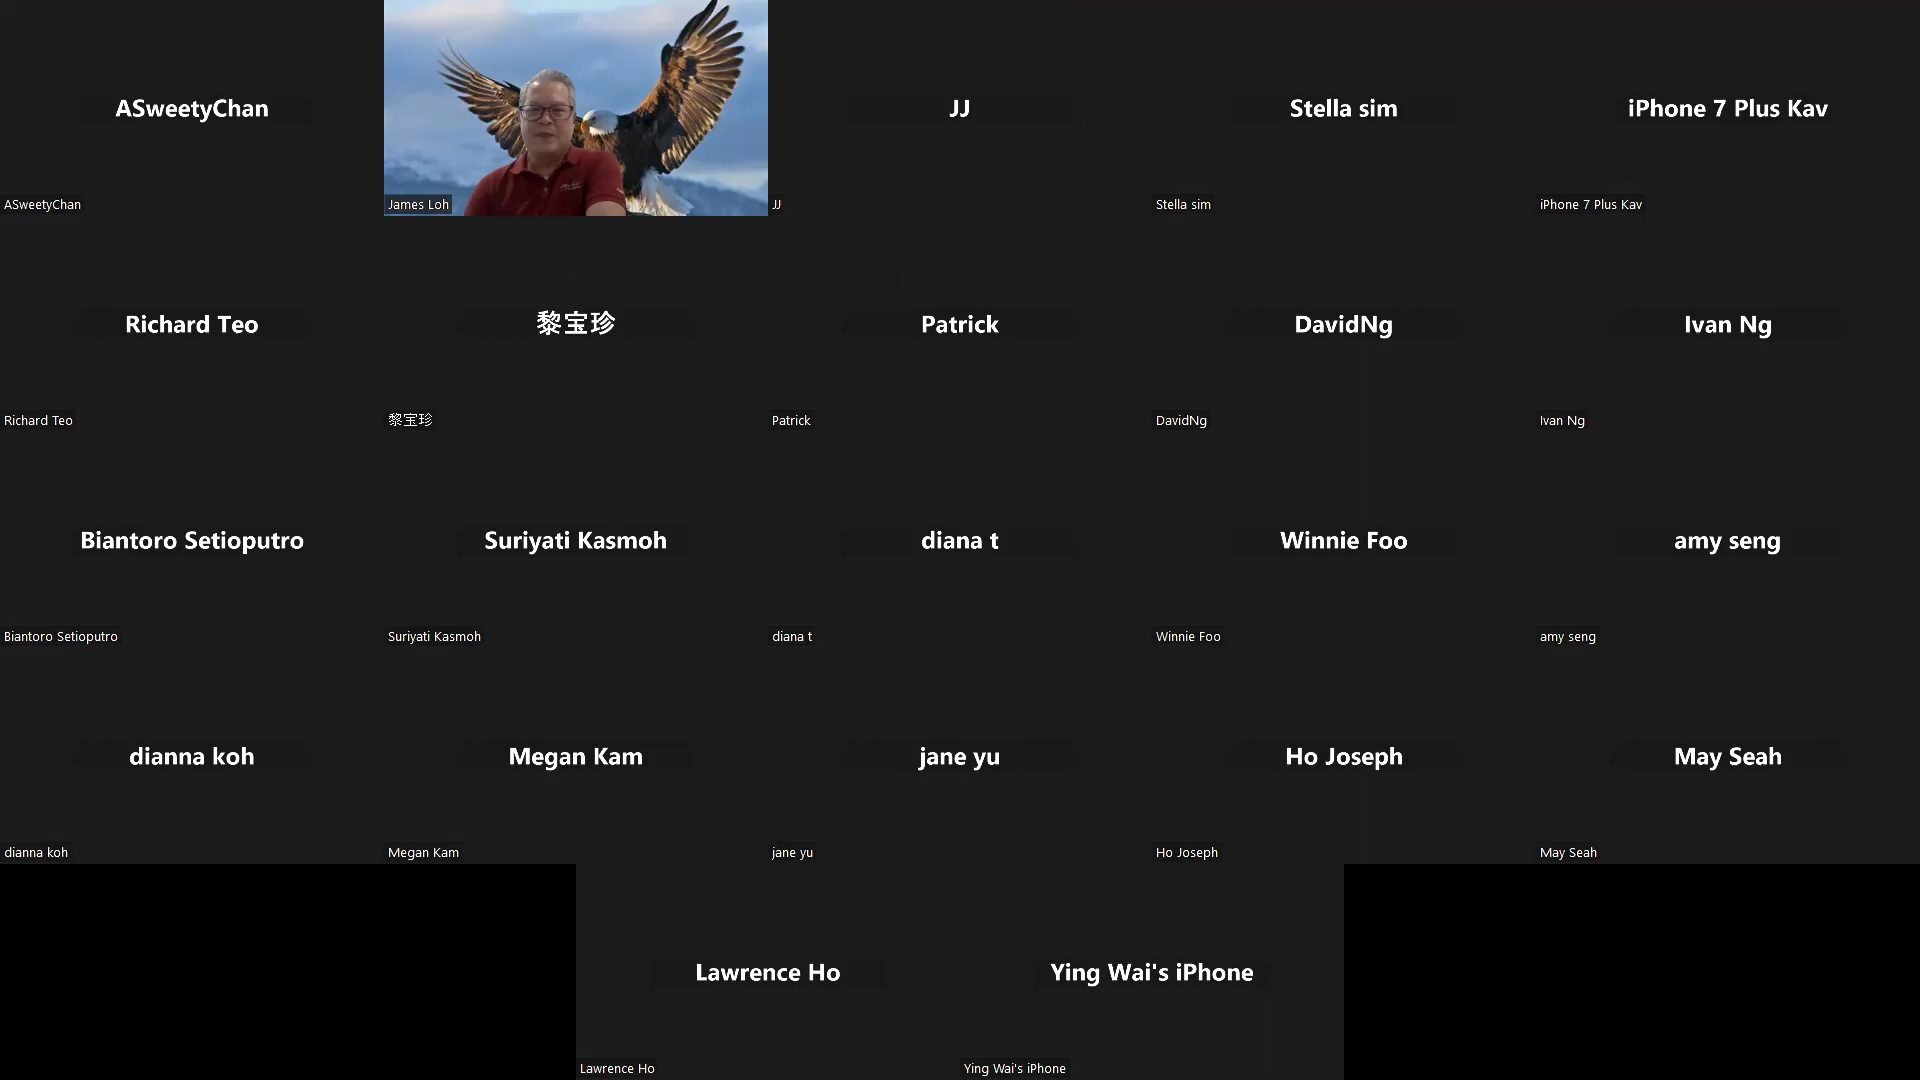 ASweetyChan
JJ
Stella sim
iPhone 7 Plus Kav
ASweetyChan
James Loh
JJ
Stella sim
iPhone 7 Plus Kav
Richard Teo
黎宝珍
Patrick
DavidNg
Ivan Ng
Richard Teo
黎宝珍
Patrick
DavidNg
Ivan Ng
Biantoro Setioputro
Suriyati Kasmoh
diana t
Winnie Foo
amy seng
Biantoro Setioputro
Suriyati Kasmoh
diana t
Winnie Foo
amy seng
dianna koh
Megan Kam
jane yu
Ho Joseph
May Seah
dianna koh
Megan Kam
jane yu
Ho Joseph
May Seah
Lawrence Ho
Ying Wai's iPhone
Lawrence Ho
Ying Wai's iPhone